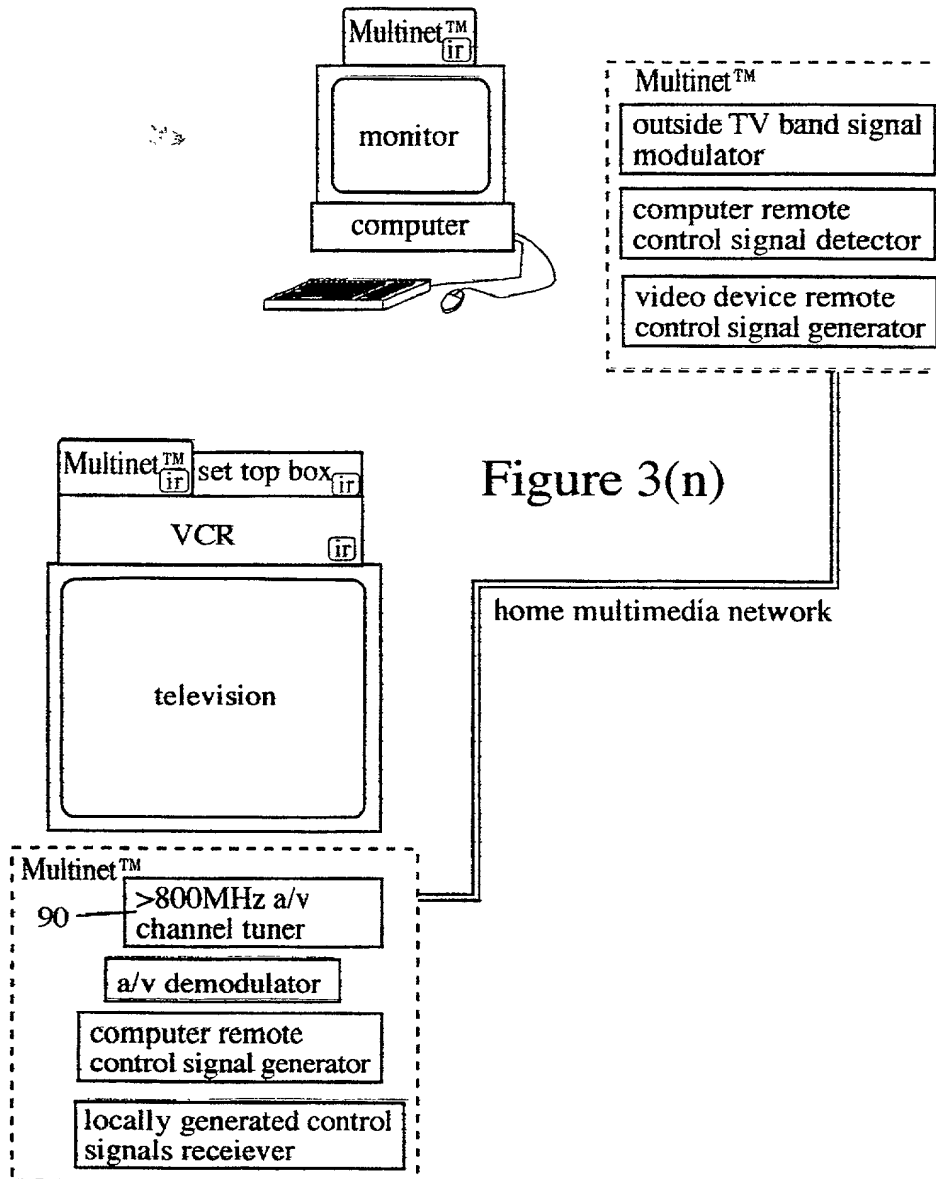 Multinet™
ir
monitor
computer
Multinet™
outside TV band signal
modulator
computer remote
control signal detector
video device remote
control signal generator
Multinet™
ir
set top box
ir
VCR
ir
television
Figure 3(n)
home multimedia network
Multinet™
90
>800MHz a/v
channel tuner
a/v demodulator
computer remote
control signal generator
locally generated control
signals receiever